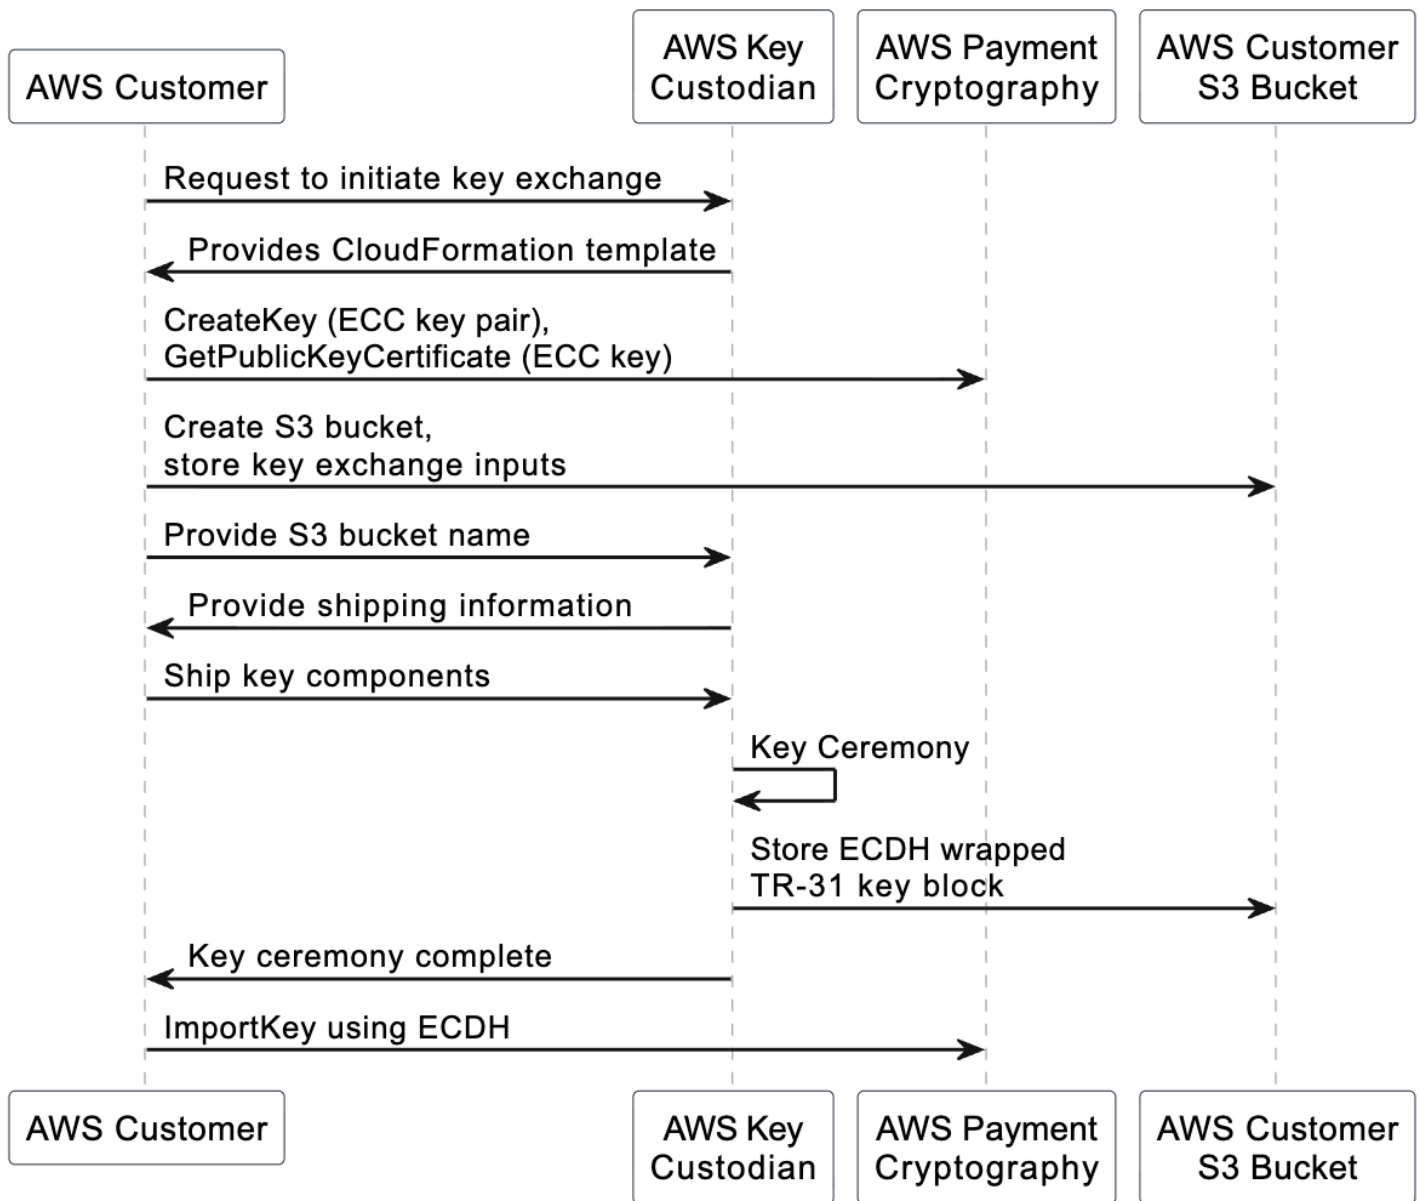 AWS Customer
AWS Key
Custodian
AWS Payment
Cryptography
AWS Customer
S3 Bucket
Request to initiate key exchange
Provides CloudFormation template
CreateKey (ECC key pair),
GetPublicKeyCertificate (ECC key)
Create S3 bucket,
store key exchange inputs
Provide S3 bucket name
Provide shipping information
Ship key components
Key Ceremony
Store ECDH wrapped
TR-31 key block
Key ceremony complete
ImportKey using ECDH
AWS Customer
AWS Key
Custodian
AWS Payment
Cryptography
AWS Customer
S3 Bucket